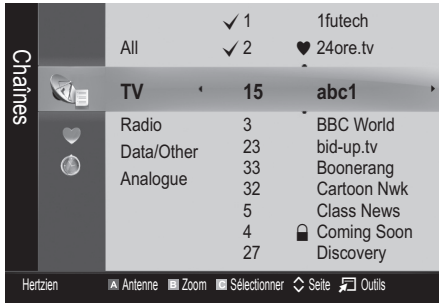 Chaînes
✓ 1 1futech
All ✓ 2 ♥ 24ore.tv
TV 15 abc1
Radio 3 BBC World
Data/Other 23 bid-up.tv
Analogue 33 Boonerang
32 Cartoon Nwk
5 Class News
4 Coming Soon
27 Discovery
Hertzien A Antenne B Zoom C Sélectionner Seite Outils